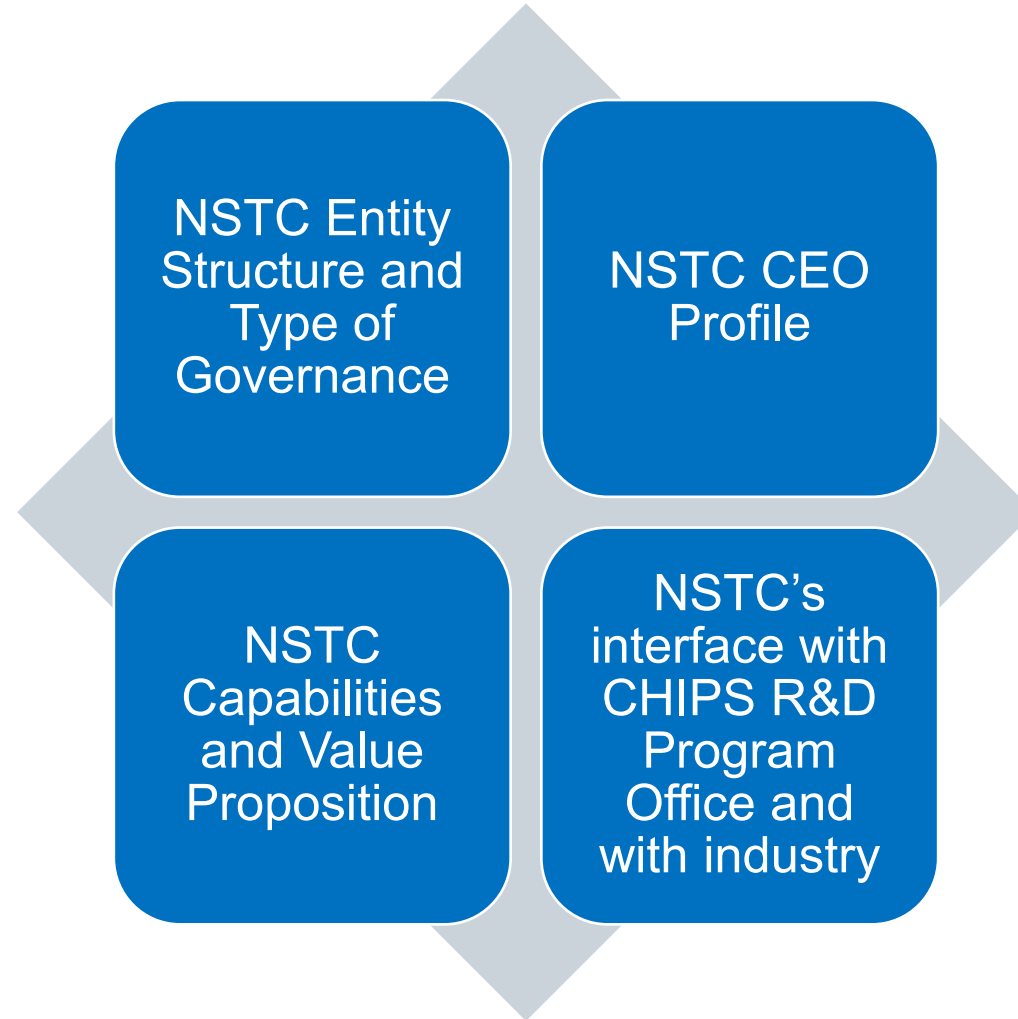 NSTC Entity
Structure and
Type of
Governance
NSTC CEO
Profile
NSTC
Capabilities
and Value
Proposition
NSTC’s
interface with
CHIPS R&D
Program
Office and
with industry